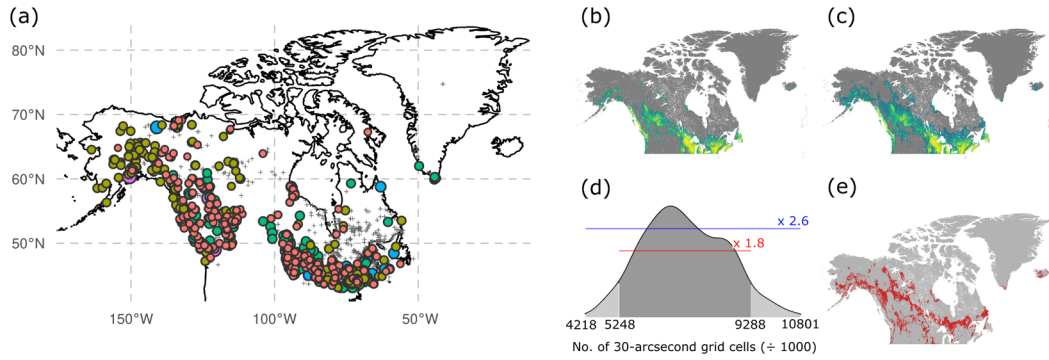 (a)
80°N
70°N
60°N
50°N
150°W
100°W
50°W
(b)
(c)
(d)
x 2.6
x 1.8
4218 5248 9288 10801
No. of 30-arcsecond grid cells (÷ 1000)
(e)